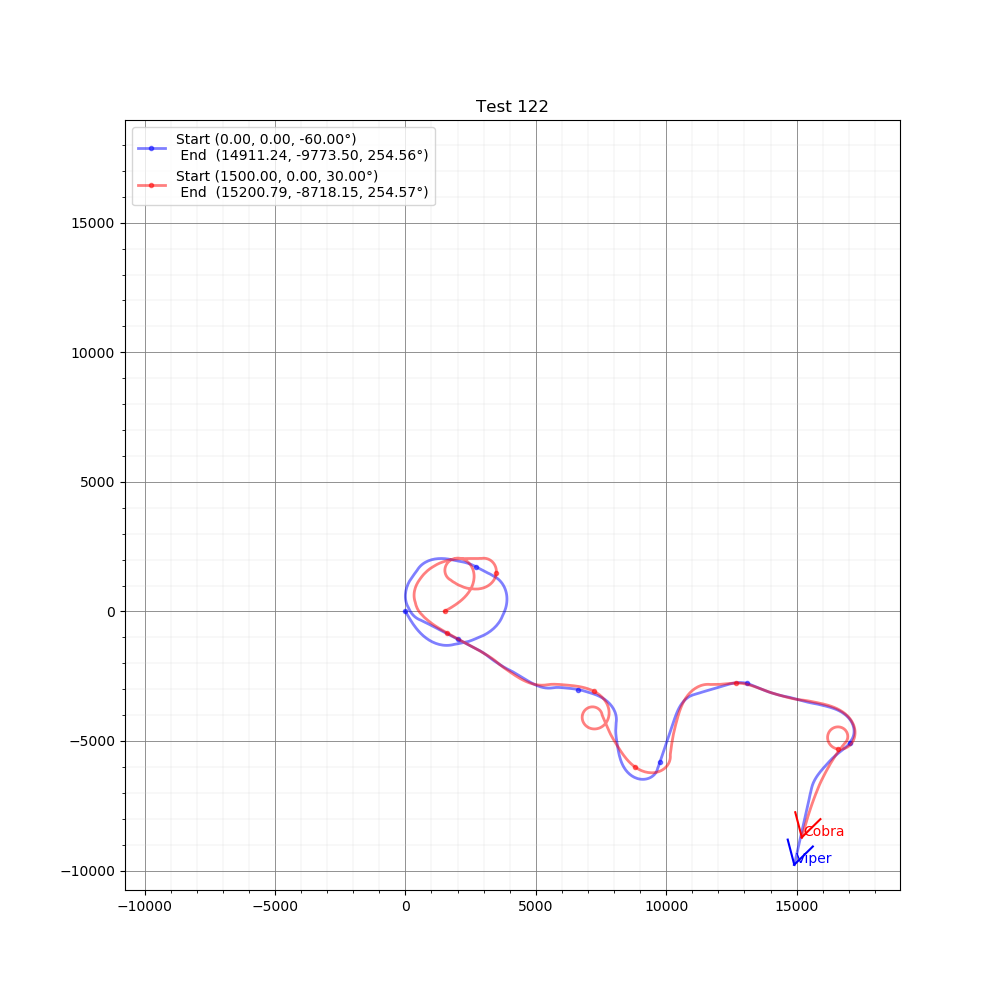 Test 122
Start (0.00, 0.00, -60.00°)
End  (14911.24, -9773.50, 254.56°)
Start (1500.00, 0.00, 30.00°)
End  (15200.79, -8718.15, 254.57°)
15000
10000
5000
0
−5000
−10000
Cobra
Viper
−10000 −5000 0 5000 10000 15000